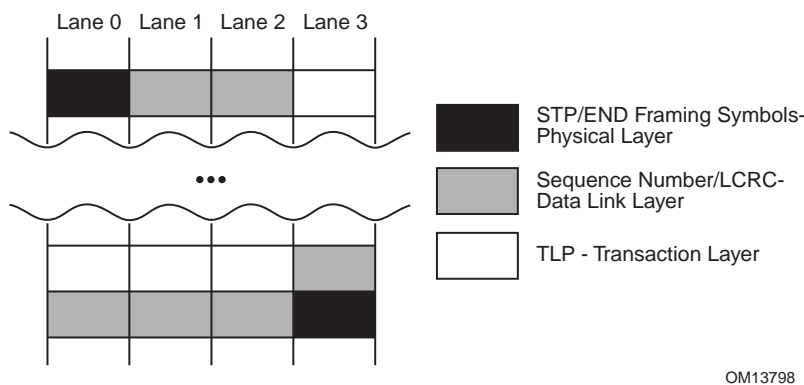 Lane 0 Lane 1 Lane 2 Lane 3
STP/END Framing Symbols-
Physical Layer
Sequence Number/LCRC-
Data Link Layer
TLP - Transaction Layer
OM13798